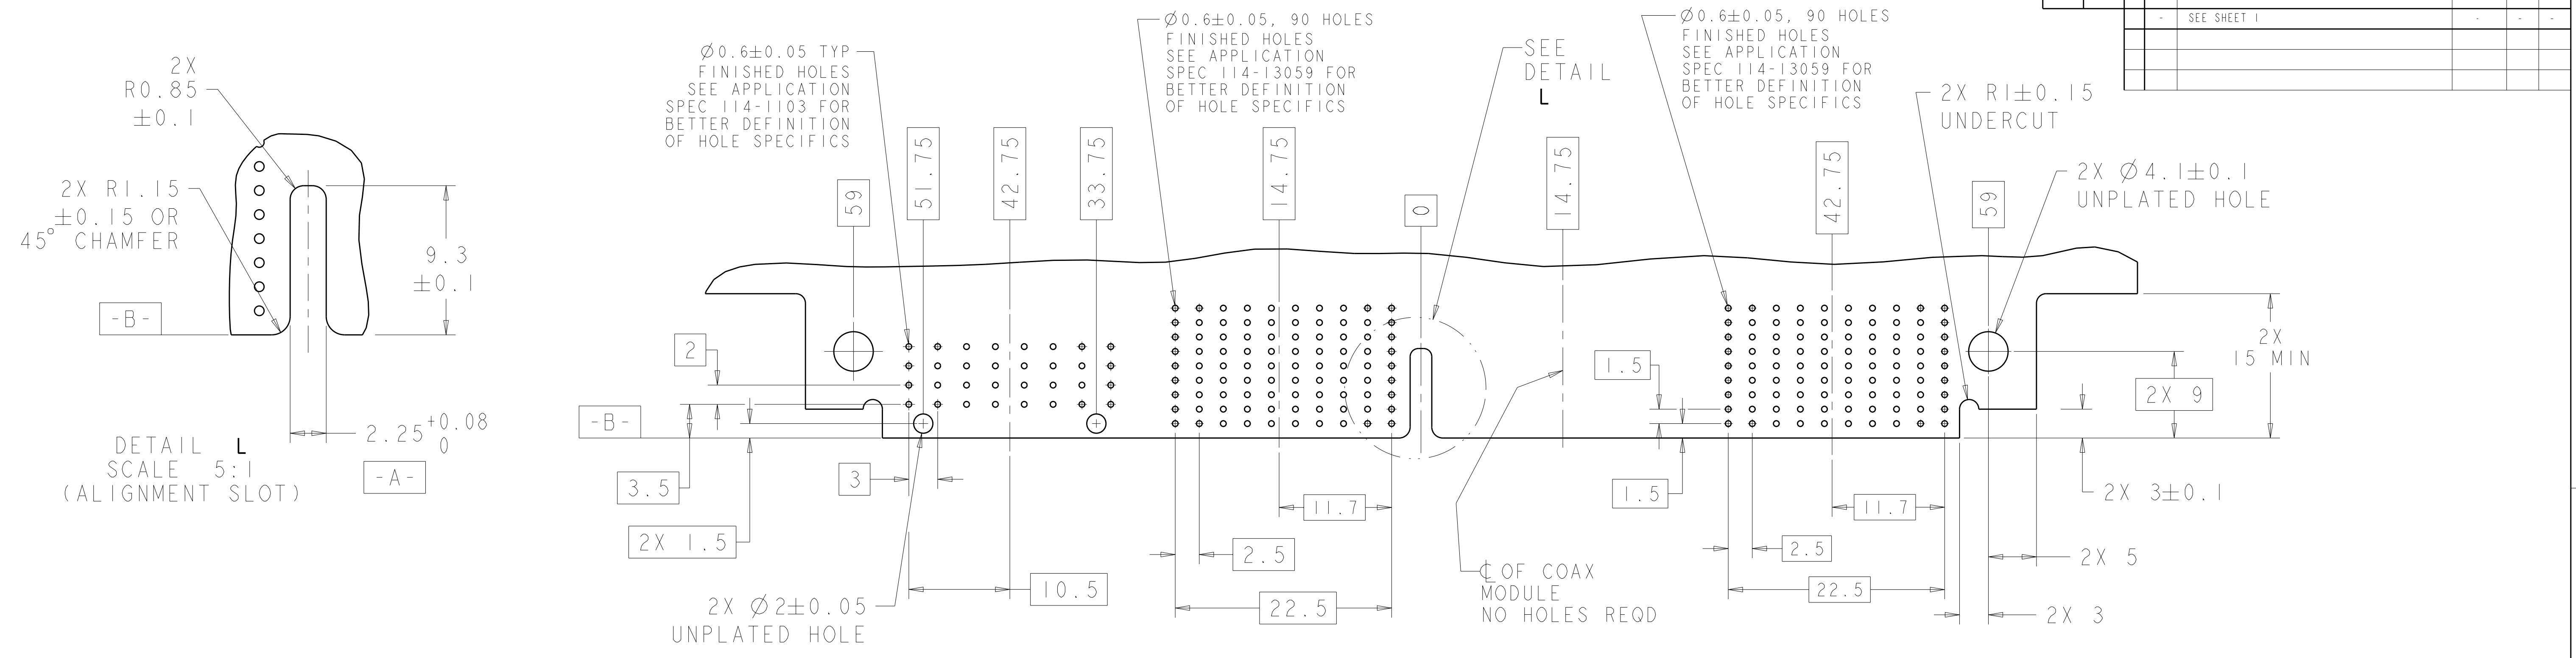 - SEE SHEET 1 - - -
2X
R0.85
±0.1
2X R1.15
±0.15 OR
45° CHAMFER
9.3
±0.1
-B-
2.25 +0.08
0
-A-
DETAIL L
SCALE 5:1
(ALIGNMENT SLOT)
Ø0.6±0.05 TYP
FINISHED HOLES
SEE APPLICATION
SPEC 114-1103 FOR
BETTER DEFINITION
OF HOLE SPECIFICS
Ø0.6±0.05, 90 HOLES
FINISHED HOLES
SEE APPLICATION
SPEC 114-13059 FOR
BETTER DEFINITION
OF HOLE SPECIFICS
SEE
DETAIL
L
Ø0.6±0.05, 90 HOLES
FINISHED HOLES
SEE APPLICATION
SPEC 114-13059 FOR
BETTER DEFINITION
OF HOLE SPECIFICS
2X R1±0.15
UNDERCUT
2X Ø4.1±0.1
UNPLATED HOLE
59
51.75
42.75
33.75
14.75
0
14.75
42.75
59
2
-B-
3.5
2X 1.5
3
10.5
2X Ø2±0.05
UNPLATED HOLE
11.7
2.5
22.5
℄ OF COAX
MODULE
NO HOLES REQD
1.5
1.5
11.7
2.5
22.5
2X
15 MIN
2X 9
2X 3±0.1
2X 5
2X 3